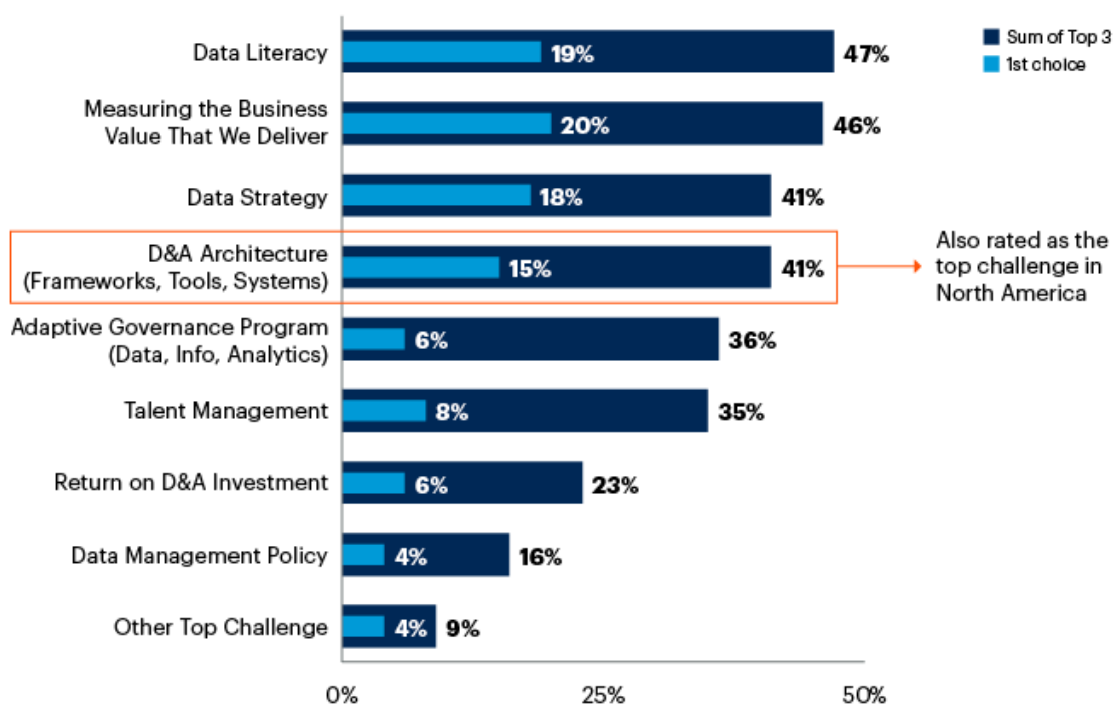 Sum of Top 3
1st choice
Data Literacy
19%
47%
Measuring the Business
Value That We Deliver
20%
46%
Data Strategy
18%
41%
D&A Architecture
(Frameworks, Tools, Systems)
15%
41%
Also rated as the
top challenge in
North America
Adaptive Governance Program
(Data, Info, Analytics)
6%
36%
Talent Management
8%
35%
Return on D&A Investment
6%
23%
Data Management Policy
4%
16%
Other Top Challenge
4%
9%
0%
25%
50%